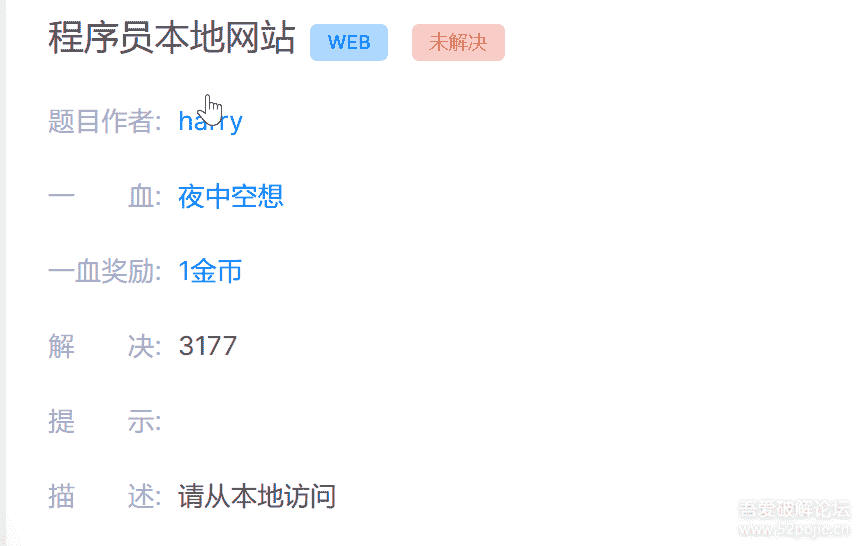 程序员本地网站 WEB 未解决
题目作者: harry
一 血: 夜中空想
一血奖励: 1金币
解 决: 3177
提 示:
描 述: 请从本地访问
吾爱破解论坛
www.52pojie.cn